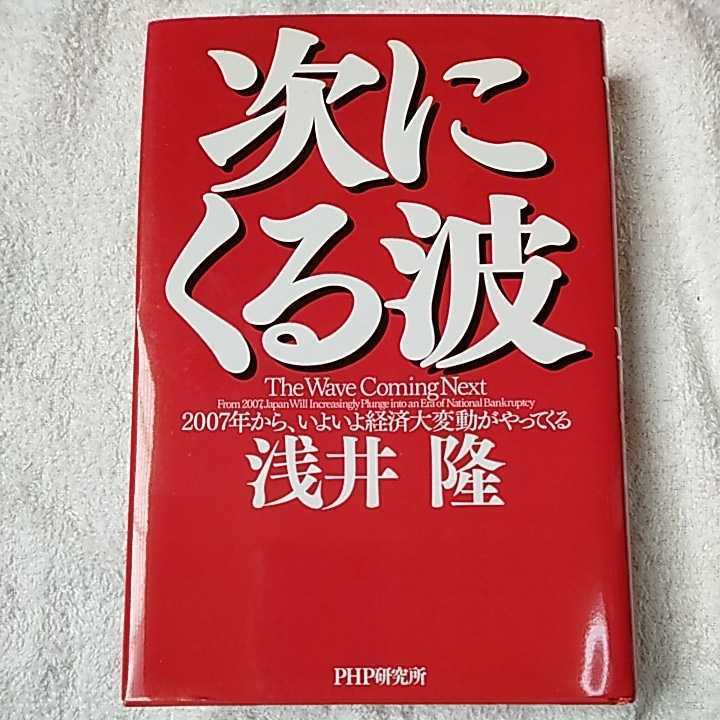 次に
くる波
The Wave Coming Next
From 2007, Japan Will Increasingly Plunge into an Era of National Bankruptcy
2007年から、いよいよ経済大変動がやってくる
浅井 隆
PHP研究所